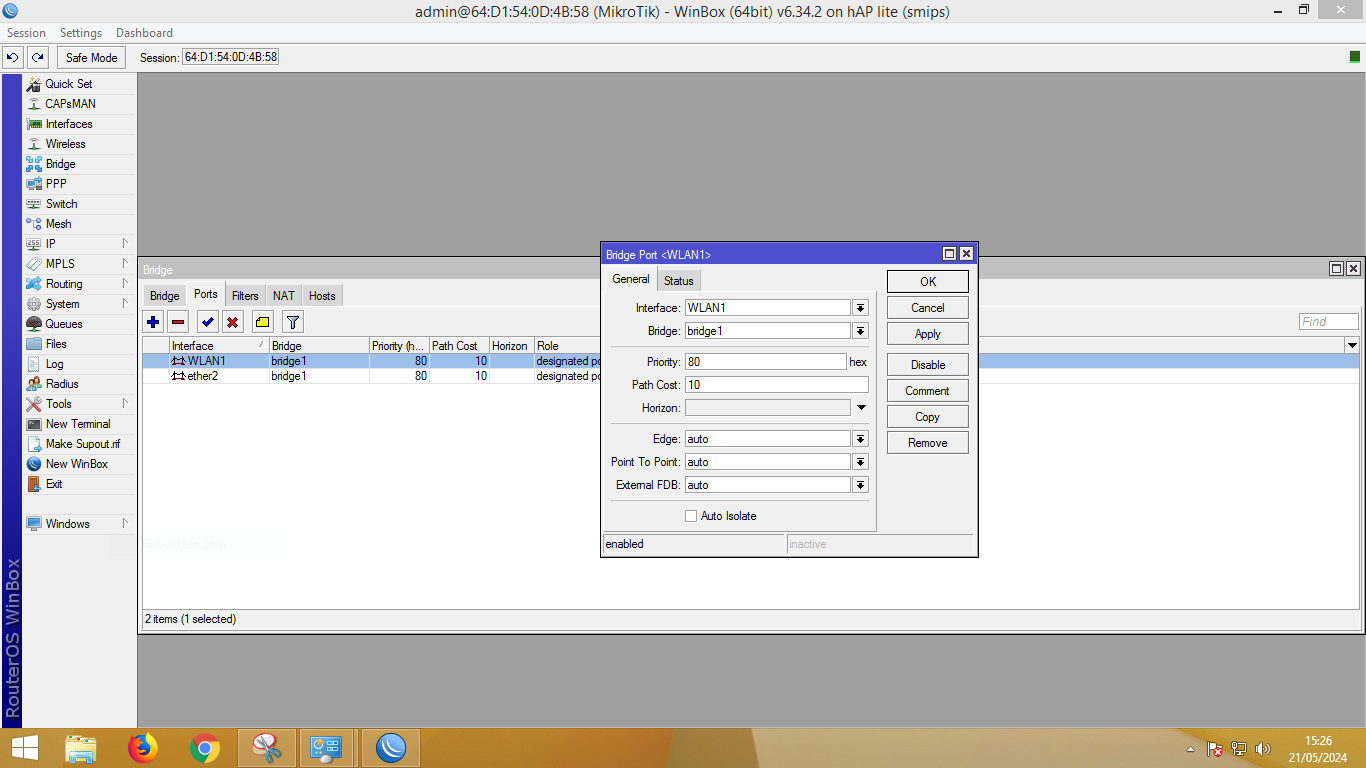 admin@64:D1:54:0D:4B:58 (MikroTik) - WinBox (64bit) v6.34.2 on hAP lite (smips)
Session Settings Dashboard
Safe Mode Session: 64:D1:54:0D:4B:58
Quick Set
CAPsMAN
Interfaces
Wireless
Bridge
PPP
Switch
Mesh
IP
MPLS
Routing
System
Queues
Files
Log
Radius
Tools
New Terminal
Make Supout.rif
New WinBox
Exit
Windows
RouterOS WinBox
Bridge
Bridge Ports Filters NAT Hosts
Find
Interface Bridge Priority (h... Path Cost Horizon Role
WLAN1 bridge1 80 10 designated po
ether2 bridge1 80 10 designated po
2 items (1 selected)
Bridge Port <WLAN1>
General Status
Interface: WLAN1
Bridge: bridge1
Priority: 80 hex
Path Cost: 10
Horizon:
Edge: auto
Point To Point: auto
External FDB: auto
Auto Isolate
enabled inactive
OK
Cancel
Apply
Disable
Comment
Copy
Remove
15:26
21/05/2024